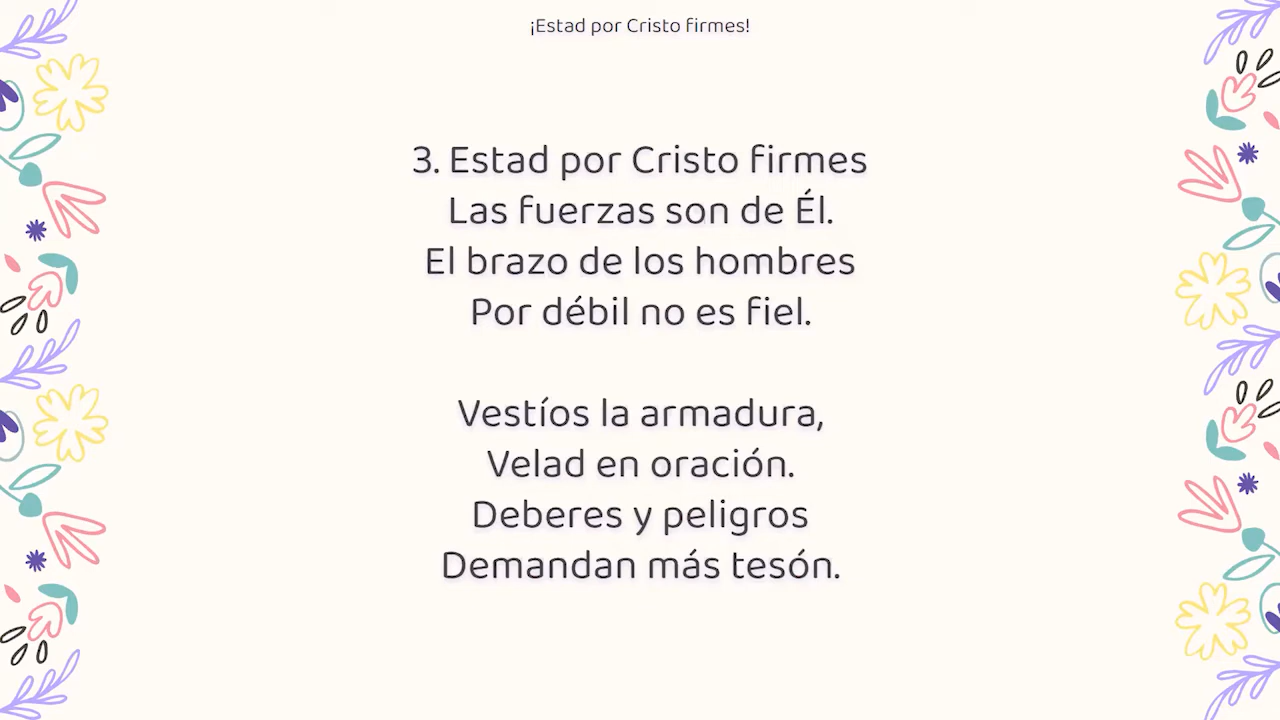 ¡Estad por Cristo firmes!
3. Estad por Cristo firmes
Las fuerzas son de Él.
El brazo de los hombres
Por débil no es fiel.
Vestíos la armadura,
Velad en oración.
Deberes y peligros
Demandan más tesón.